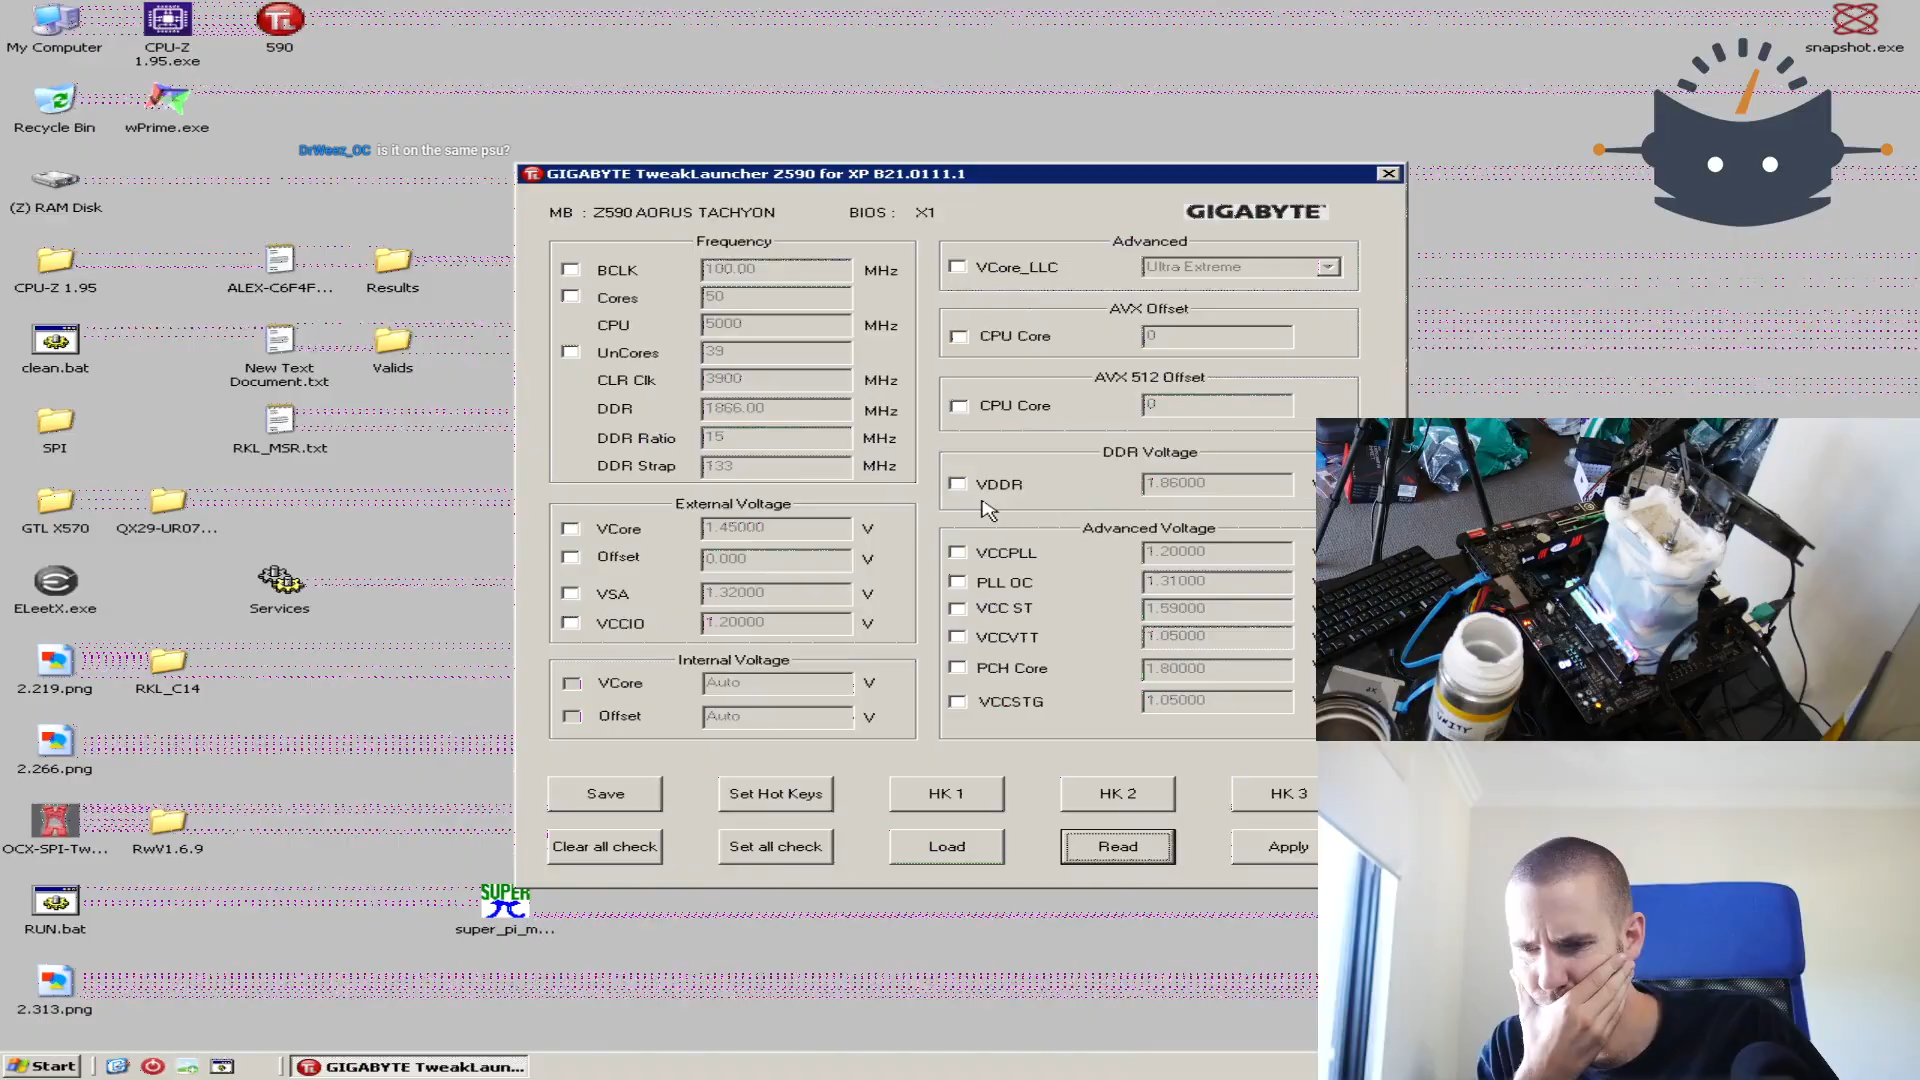 My Computer
CPU-Z
1.95.exe
590
snapshot.exe
Recycle Bin
wPrime.exe
DrWeez_OC is it on the same psu?
(Z) RAM Disk
CPU-Z 1.95
ALEX-C6F4F...
Results
clean.bat
New Text
Document.txt
Valids
SPI
RKL_MSR.txt
GTL X570
QX29-UR07...
ELeetX.exe
Services
2.219.png
RKL_C14
2.266.png
OCX-SPI-Tw...
RwV1.6.9
RUN.bat
SUPER
super_pi_m...
2.313.png
GIGABYTE TweakLauncher Z590 for XP B21.0111.1
MB : Z590 AORUS TACHYON
BIOS : X1
GIGABYTE
Frequency
BCLK 100.00 MHz
Cores 50
CPU 5000 MHz
UnCores 39
CLR Clk 3900 MHz
DDR 1866.00 MHz
DDR Ratio 15 MHz
DDR Strap 133 MHz
External Voltage
VCore 1.45000 V
Offset 0.000 V
VSA 1.32000 V
VCCIO 1.20000 V
Internal Voltage
VCore Auto V
Offset Auto V
Advanced
VCore_LLC Ultra Extreme
AVX Offset
CPU Core 0
AVX 512 Offset
CPU Core 0
DDR Voltage
VDDR 1.86000
Advanced Voltage
VCCPLL 1.20000
PLL OC 1.31000
VCC ST 1.59000
VCCVTT 1.05000
PCH Core 1.80000
VCCSTG 1.05000
Save
Set Hot Keys
HK 1
HK 2
HK 3
Clear all check
Set all check
Load
Read
Apply
UNITY
Start
GIGABYTE TweakLaun...